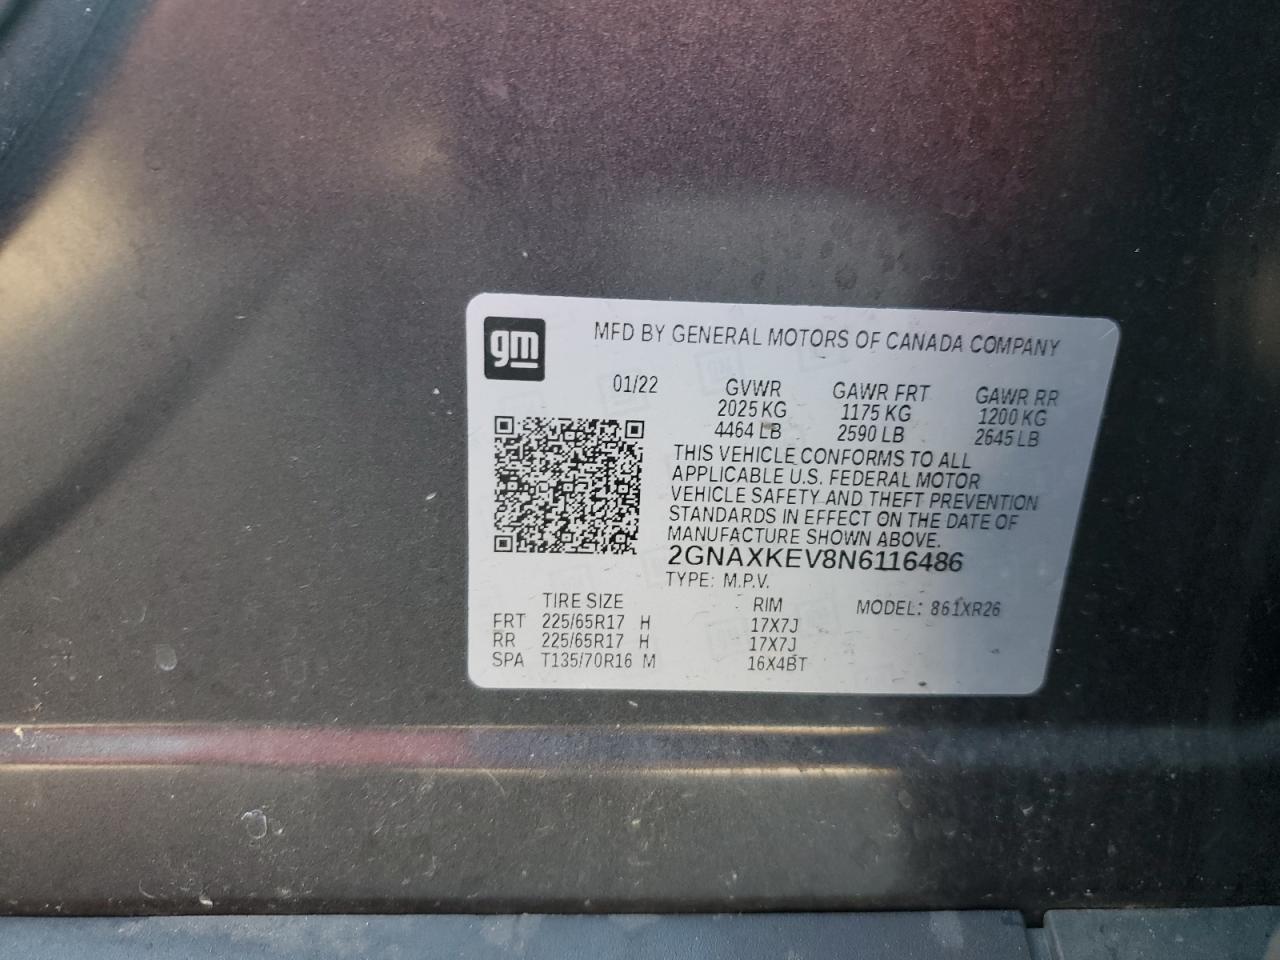 gm
MFD BY GENERAL MOTORS OF CANADA COMPANY
01/22 GVWR GAWR FRT GAWR RR
2025 KG 1175 KG 1200 KG
4464 LB 2590 LB 2645 LB
THIS VEHICLE CONFORMS TO ALL
APPLICABLE U.S. FEDERAL MOTOR
VEHICLE SAFETY AND THEFT PREVENTION
STANDARDS IN EFFECT ON THE DATE OF
MANUFACTURE SHOWN ABOVE.
2GNAXKEV8N6116486
TYPE: M.P.V.
TIRE SIZE RIM MODEL: 861XR26
FRT 225/65R17 H 17X7J
RR 225/65R17 H 17X7J
SPA T135/70R16 M 16X4BT